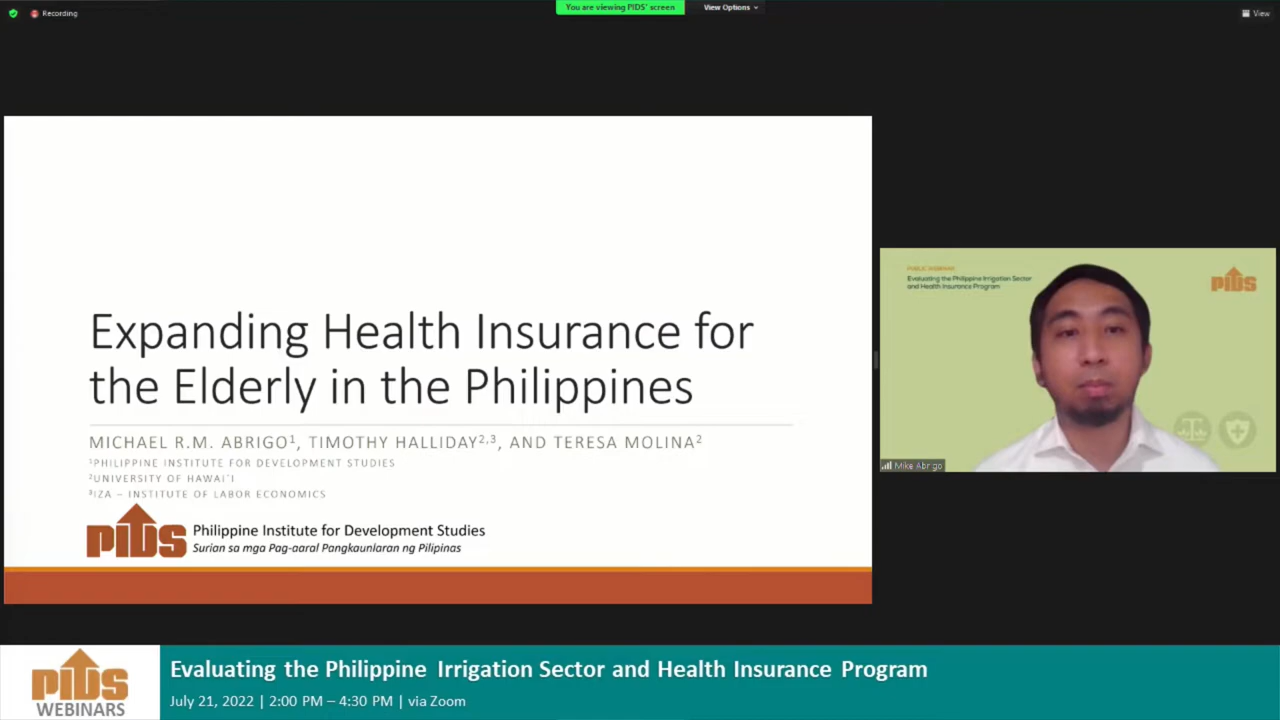 Recording
You are viewing PIDS' screen
View Options
View
Expanding Health Insurance for
the Elderly in the Philippines
MICHAEL R.M. ABRIGO¹, TIMOTHY HALLIDAY²,³, AND TERESA MOLINA²
¹PHILIPPINE INSTITUTE FOR DEVELOPMENT STUDIES
²UNIVERSITY OF HAWAI'I
³IZA – INSTITUTE OF LABOR ECONOMICS
PIDS
Philippine Institute for Development Studies
Surian sa mga Pag-aaral Pangkaunlaran ng Pilipinas
PUBLIC WEBINAR
Evaluating the Philippine Irrigation Sector
and Health Insurance Program
PIDS
Mike Abrigo
PIDS
WEBINARS
Evaluating the Philippine Irrigation Sector and Health Insurance Program
July 21, 2022 | 2:00 PM – 4:30 PM | via Zoom